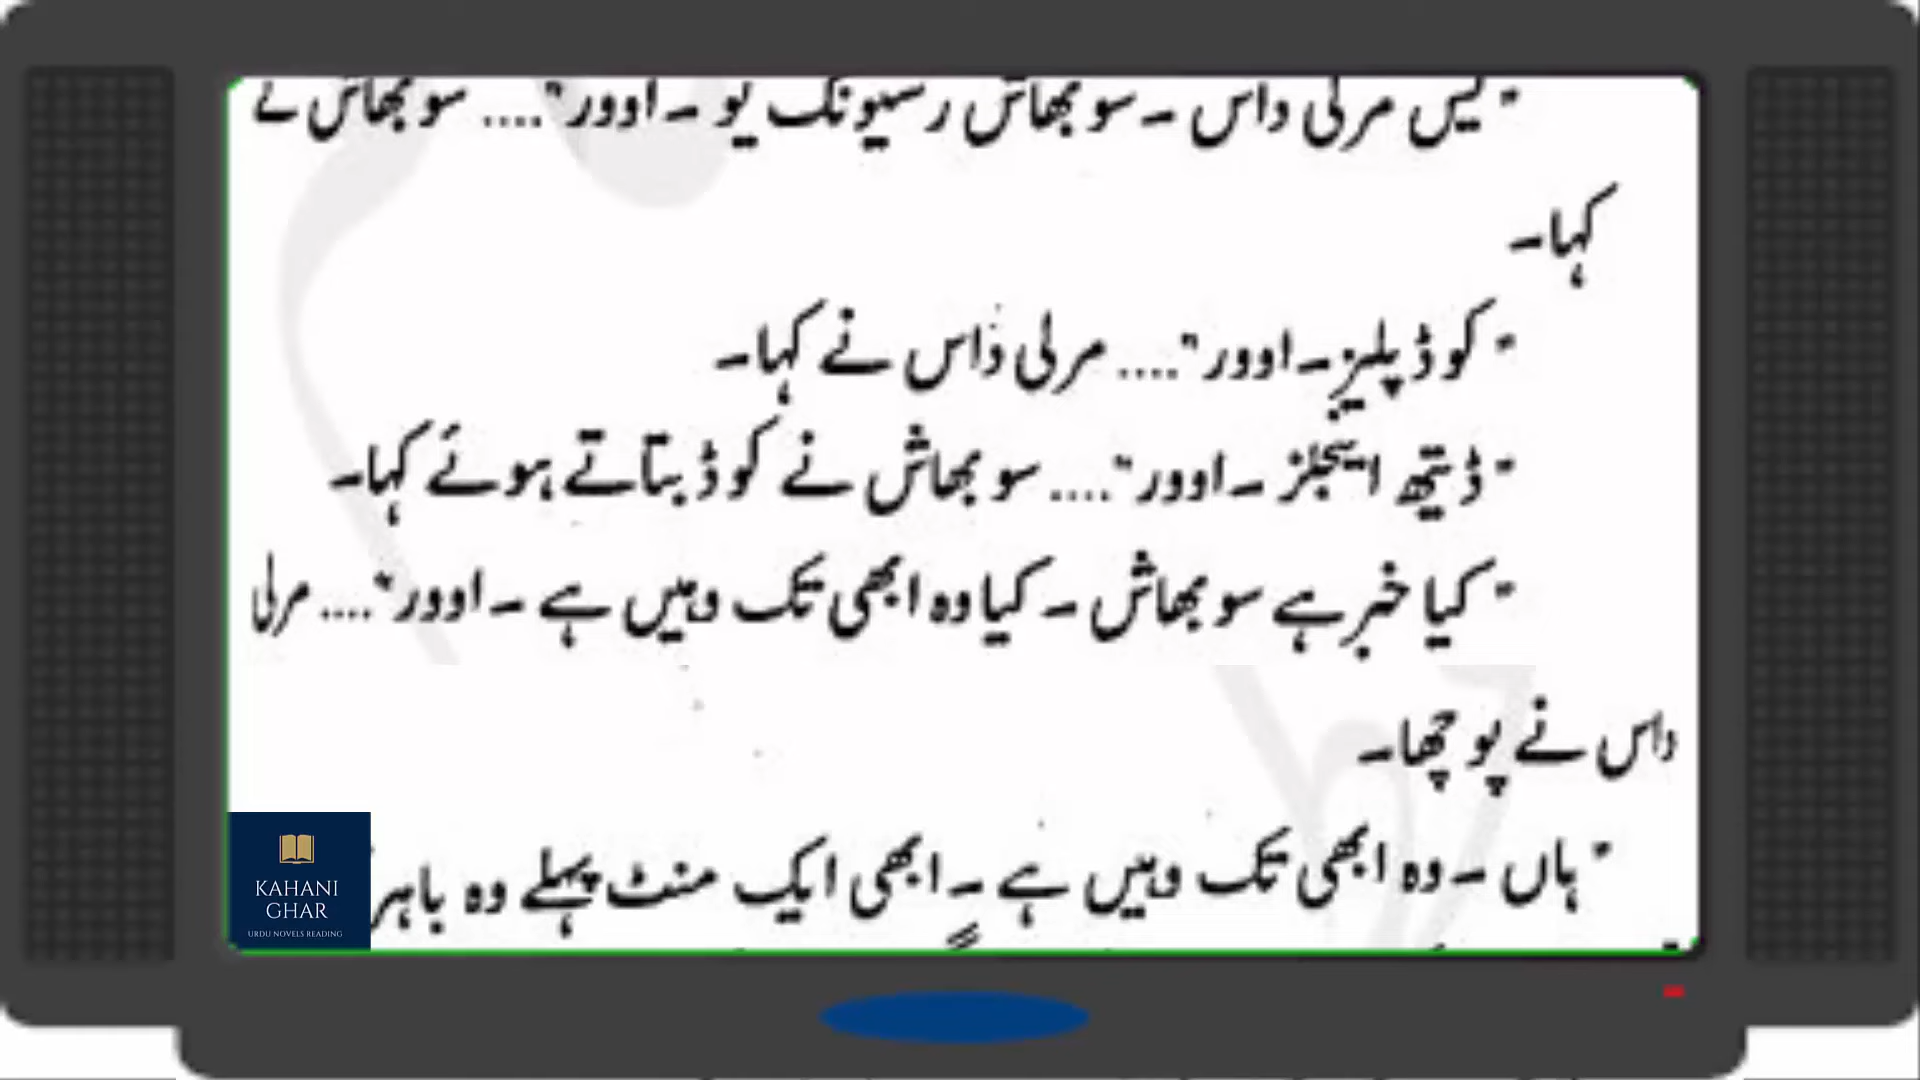 "یس مرلی داس ۔ سوبھاش رسیونگ یو ۔ اوور".... سوبھاش نے
کہا۔
"کوڈ پلیز۔ اوور".... مرلی داس نے کہا۔
"ڈیتھ اینجلز ۔ اوور".... سوبھاش نے کوڈ بتاتے ہوئے کہا۔
"کیا خبر ہے سوبھاش ۔ کیا وہ ابھی تک وہیں ہے ۔ اوور".... مرلی
داس نے پوچھا۔
"ہاں ۔ وہ ابھی تک وہیں ہے ۔ ابھی ایک منٹ پہلے وہ باہر
KAHANI
GHAR
URDU NOVELS READING